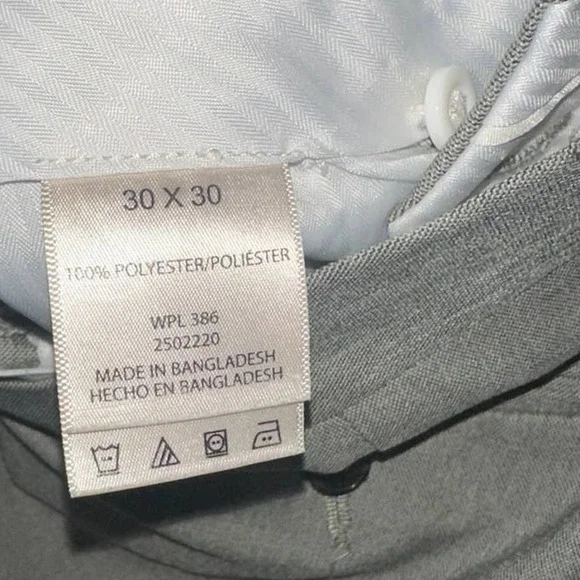 30 X 30
100% POLYESTER/POLIÉSTER
WPL 386
2502220
MADE IN BANGLADESH
HECHO EN BANGLADESH